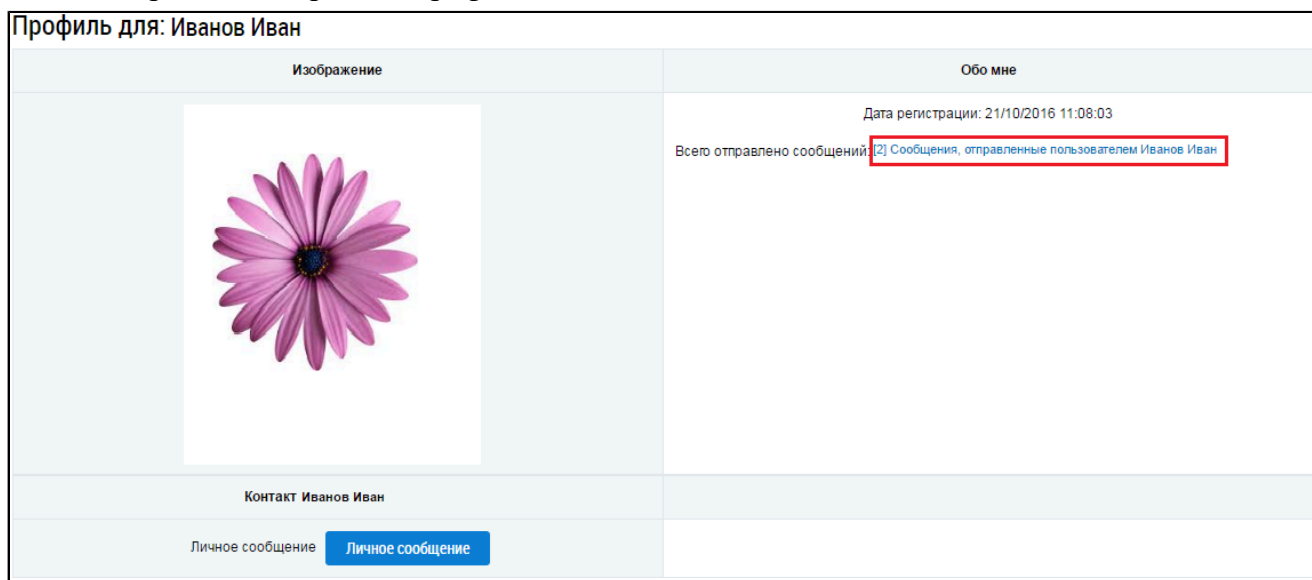 Профиль для: Иванов Иван
Изображение
Обо мне
Дата регистрации: 21/10/2016 11:08:03
Всего отправлено сообщений:[2] Сообщения, отправленные пользователем Иванов Иван
Контакт Иванов Иван
Личное сообщение Личное сообщение